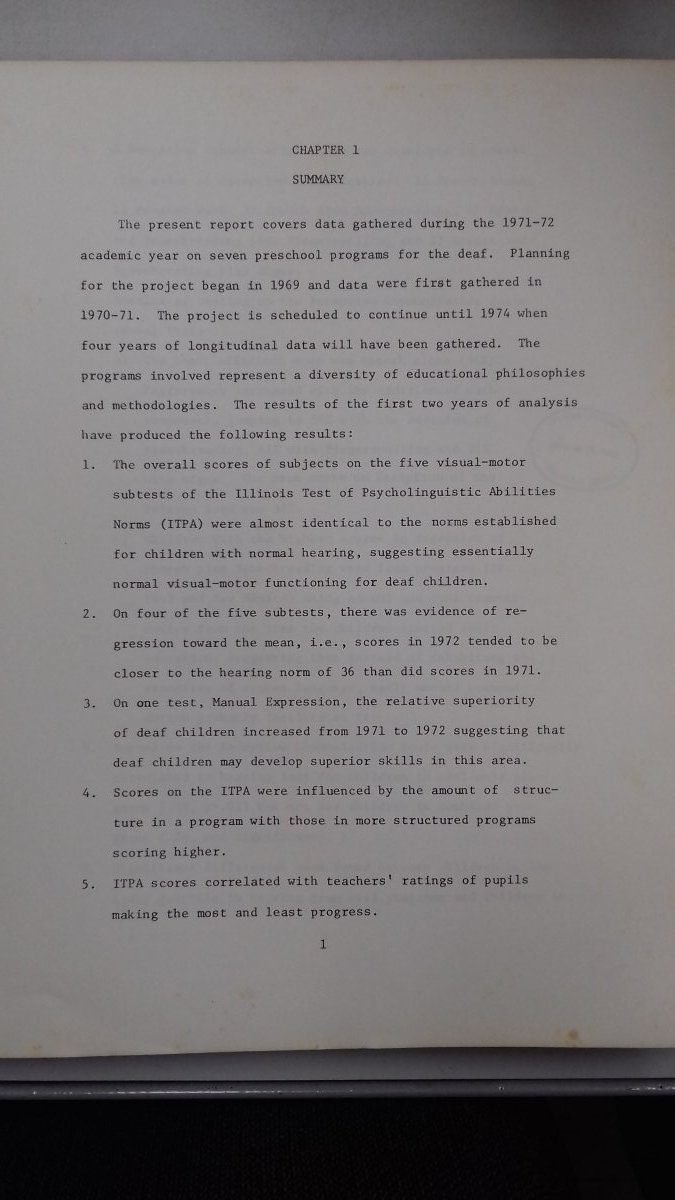 CHAPTER 1
SUMMARY
The present report covers data gathered during the 1971-72
academic year on seven preschool programs for the deaf. Planning
for the project began in 1969 and data were first gathered in
1970-71. The project is scheduled to continue until 1974 when
four years of longitudinal data will have been gathered. The
programs involved represent a diversity of educational philosophies
and methodologies. The results of the first two years of analysis
have produced the following results:
1. The overall scores of subjects on the five visual-motor
subtests of the Illinois Test of Psycholinguistic Abilities
Norms (ITPA) were almost identical to the norms established
for children with normal hearing, suggesting essentially
normal visual-motor functioning for deaf children.
2. On four of the five subtests, there was evidence of re-
gression toward the mean, i.e., scores in 1972 tended to be
closer to the hearing norm of 36 than did scores in 1971.
3. On one test, Manual Expression, the relative superiority
of deaf children increased from 1971 to 1972 suggesting that
deaf children may develop superior skills in this area.
4. Scores on the ITPA were influenced by the amount of struc-
ture in a program with those in more structured programs
scoring higher.
5. ITPA scores correlated with teachers' ratings of pupils
making the most and least progress.
1